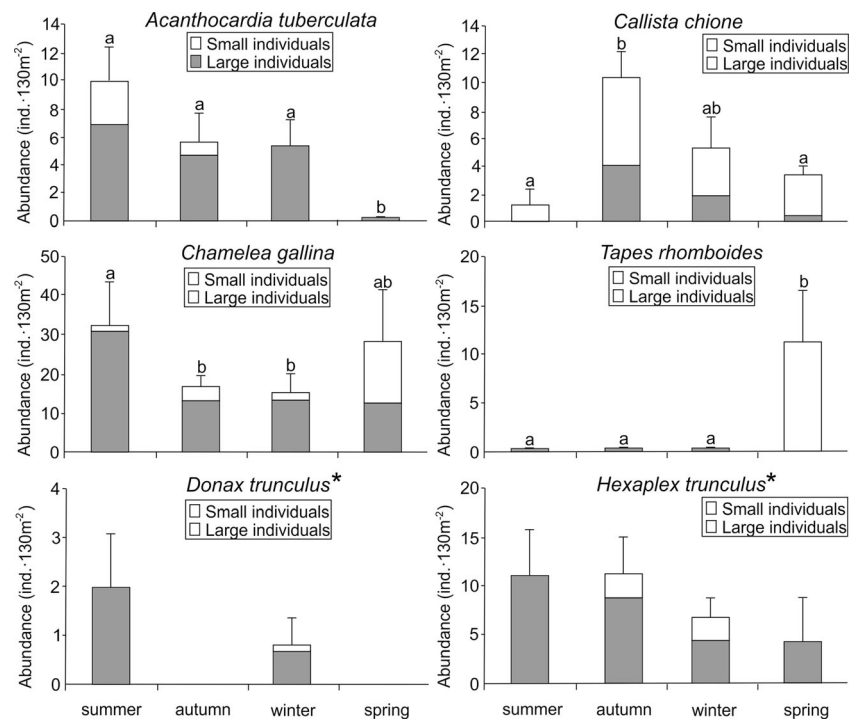 Acanthocardia tuberculata
Small individuals
Large individuals
Abundance (ind.·130m-2)
14
12
10
8
6
4
2
0
a
a
a
b
Callista chione
Small individuals
Large individuals
Abundance (ind.·130m-2)
14
12
10
8
6
4
2
0
a
b
ab
a
Chamelea gallina
Small individuals
Large individuals
Abundance (ind.·130m-2)
50
40
30
20
10
0
a
b
b
ab
Tapes rhomboides
Small individuals
Large individuals
Abundance (ind.·130m-2)
20
15
10
5
0
a
a
a
b
Donax trunculus*
Small individuals
Large individuals
Abundance (ind.·130m-2)
4
3
2
1
0
summer autumn winter spring
Hexaplex trunculus*
Small individuals
Large individuals
Abundance (ind.·130m-2)
20
15
10
5
0
summer autumn winter spring